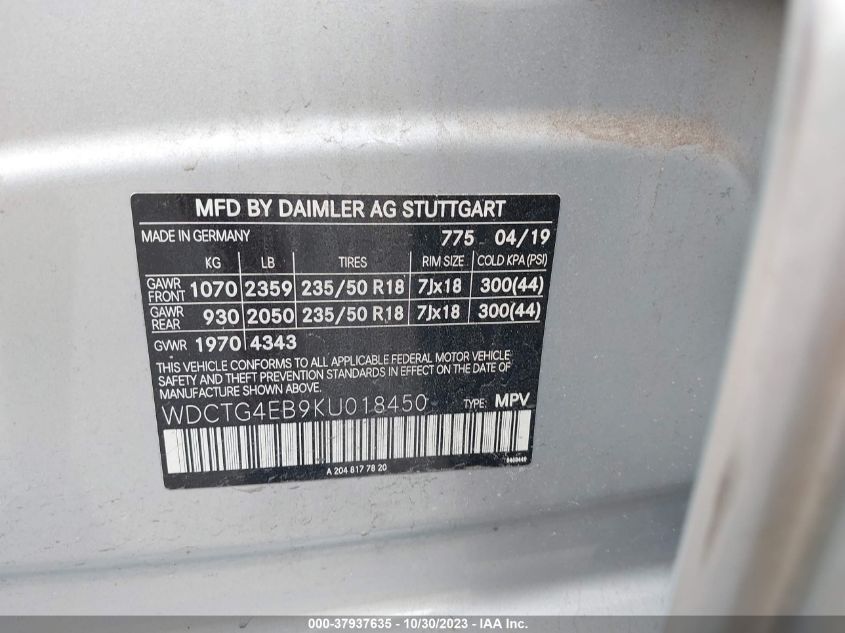 MFD BY DAIMLER AG STUTTGART
MADE IN GERMANY 775 04/19
KG LB TIRES RIM SIZE COLD KPA (PSI)
GAWR FRONT 1070 2359 235/50 R18 7Jx18 300(44)
GAWR REAR 930 2050 235/50 R18 7Jx18 300(44)
GVWR 1970 4343
THIS VEHICLE CONFORMS TO ALL APPLICABLE FEDERAL MOTOR VEHICLE
SAFETY AND THEFT PREVENTION STANDARDS IN EFFECT ON THE DATE OF
MANUFACTURE SHOWN ABOVE.
WDCTG4EB9KU018450 TYPE: MPV
A 204 817 78 20
000-37937635 - 10/30/2023 - IAA Inc.